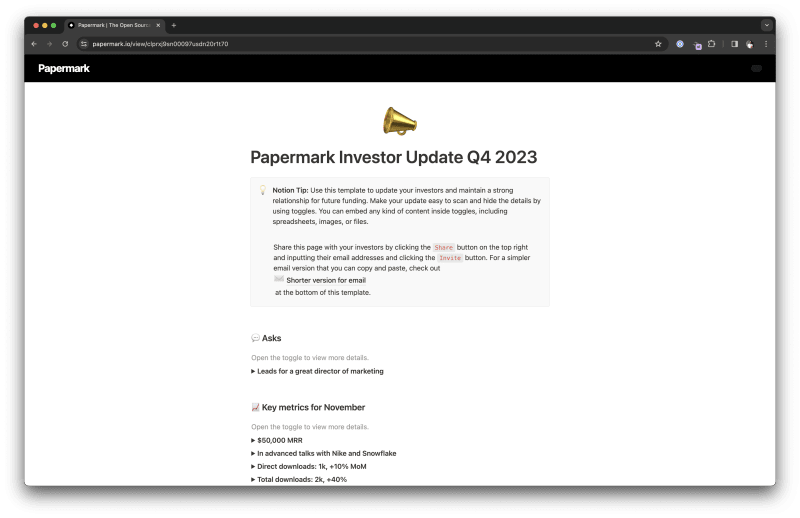 Papermark | The Open Sourc
papermark.io/view/clprxj9sn00097usdn20r1t70
Papermark
Papermark Investor Update Q4 2023
Notion Tip: Use this template to update your investors and maintain a strong
relationship for future funding. Make your update easy to scan and hide the details by
using toggles. You can embed any kind of content inside toggles, including
spreadsheets, images, or files.
Share this page with your investors by clicking the Share button on the top right
and inputting their email addresses and clicking the Invite button. For a simpler
email version that you can copy and paste, check out
Shorter version for email
at the bottom of this template.
Asks
Open the toggle to view more details.
Leads for a great director of marketing
Key metrics for November
Open the toggle to view more details.
$50,000 MRR
In advanced talks with Nike and Snowflake
Direct downloads: 1k, +10% MoM
Total downloads: 2k, +40%